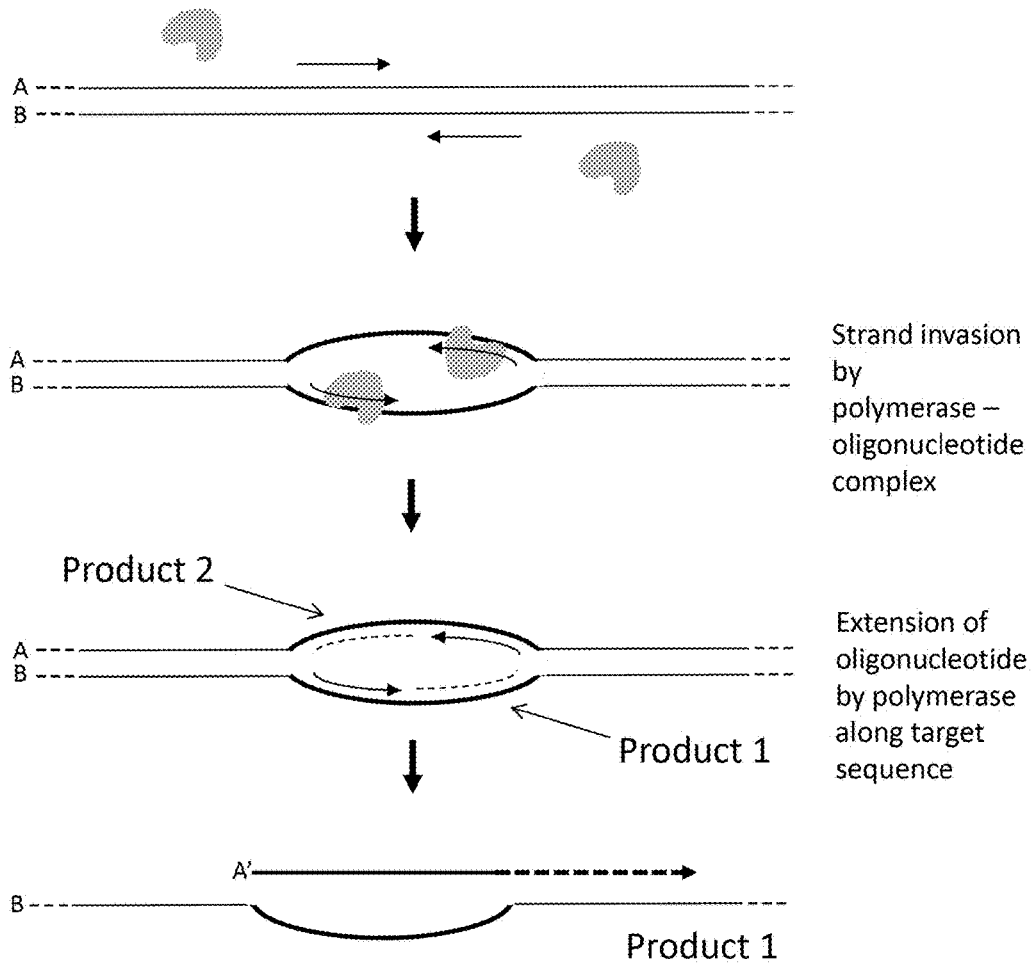 A
B
A
B
Strand invasion
by
polymerase –
oligonucleotide
complex
Product 2
A
B
Extension of
oligonucleotide
by polymerase
along target
sequence
Product 1
A'
B
Product 1